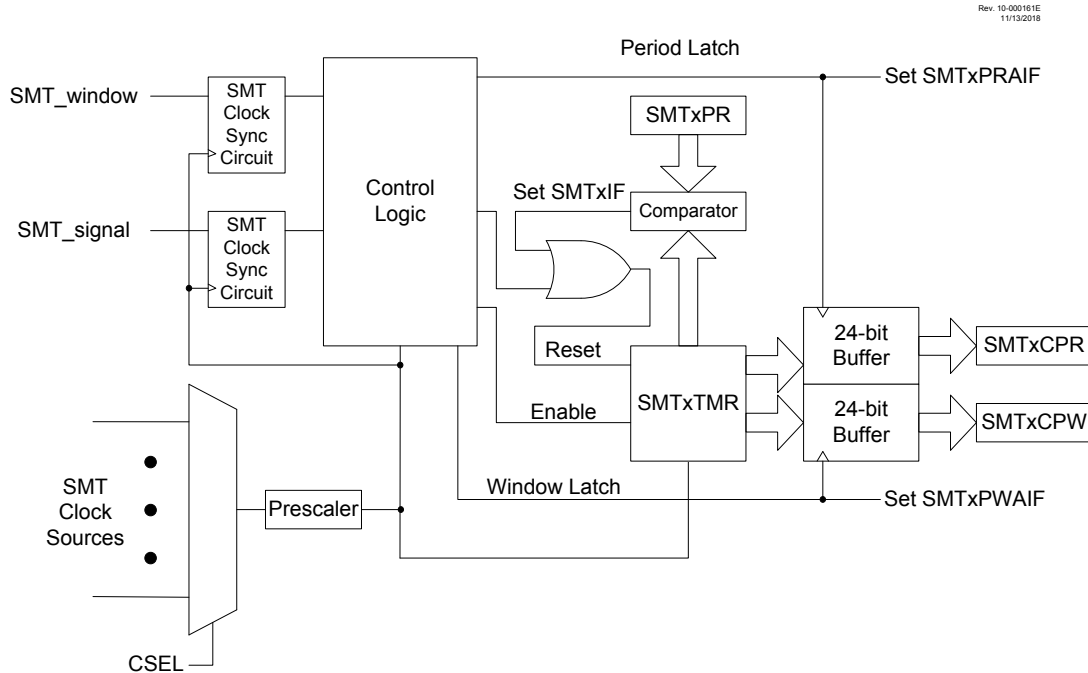 Rev. 10-000161E
11/13/2018
Period Latch
Set SMTxPRAIF
SMT_window
SMT
Clock
Sync
Circuit
SMTxPR
Control
Logic
Set SMTxIF
Comparator
SMT_signal
SMT
Clock
Sync
Circuit
Reset
24-bit
Buffer
SMTxCPR
SMTxTMR
Enable
24-bit
Buffer
SMTxCPW
Window Latch
Set SMTxPWAIF
SMT
Clock
Sources
Prescaler
CSEL